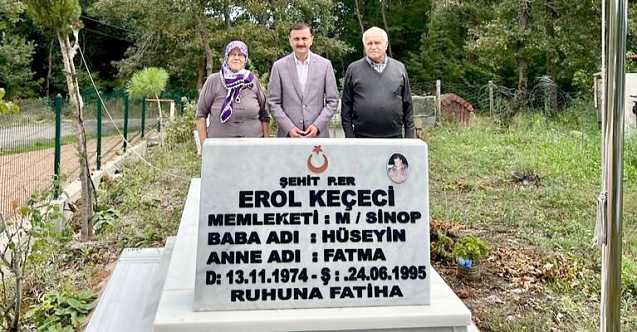 ŞEHİT P.ER
EROL KEÇECİ
MEMLEKETİ : M / SİNOP
BABA ADI : HÜSEYİN
ANNE ADI : FATMA
D: 13.11.1974 - Ş : .24.06.1995
RUHUNA FATİHA